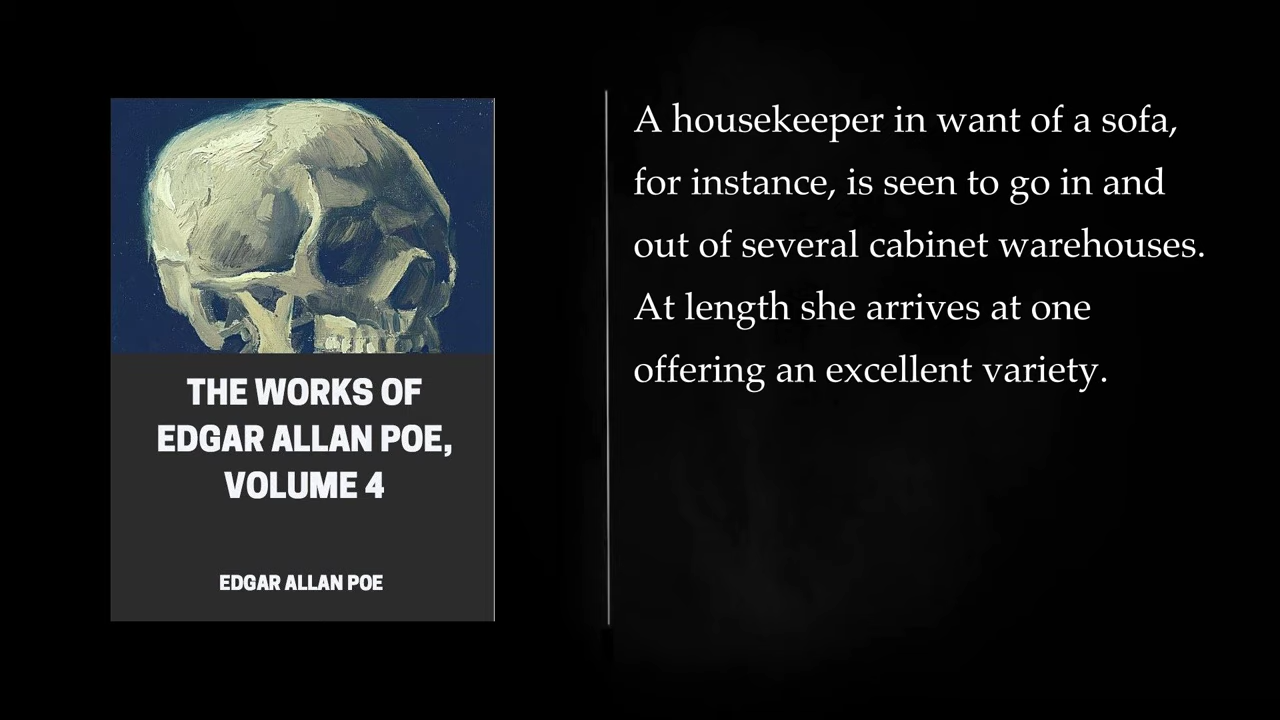 THE WORKS OF
EDGAR ALLAN POE,
VOLUME 4
EDGAR ALLAN POE
A housekeeper in want of a sofa,
for instance, is seen to go in and
out of several cabinet warehouses.
At length she arrives at one
offering an excellent variety.